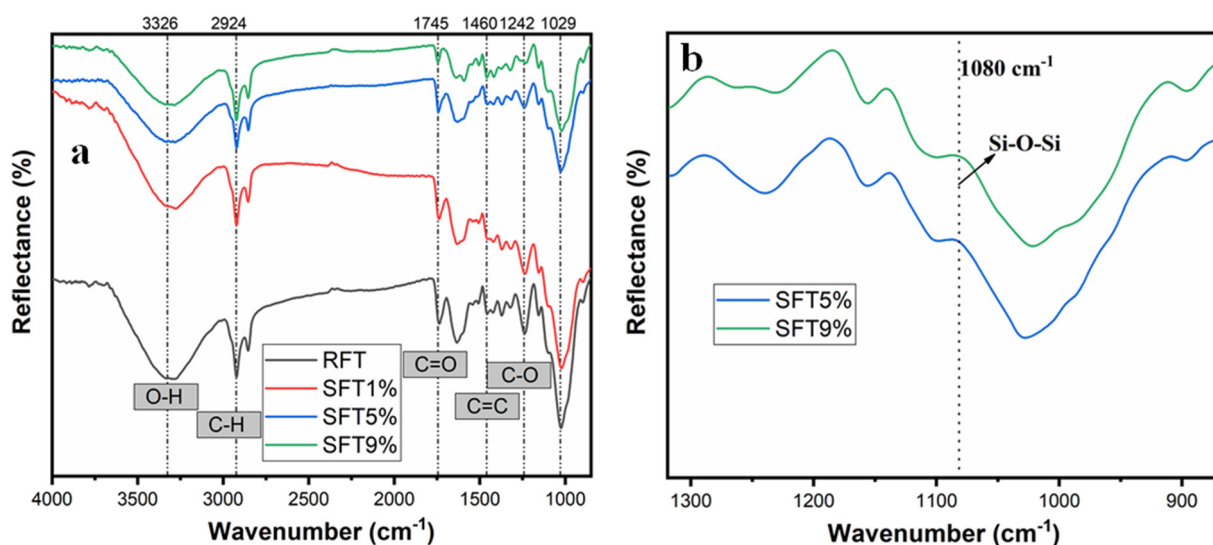 3326 2924 1745 1460 1242 1029
a
Reflectance (%)
O-H
C-H
C=O
C=C
C-O
RFT
SFT1%
SFT5%
SFT9%
4000 3500 3000 2500 2000 1500 1000
Wavenumber (cm⁻¹)
b
1080 cm⁻¹
Si-O-Si
Reflectance (%)
SFT5%
SFT9%
1300 1200 1100 1000 900
Wavenumber (cm⁻¹)